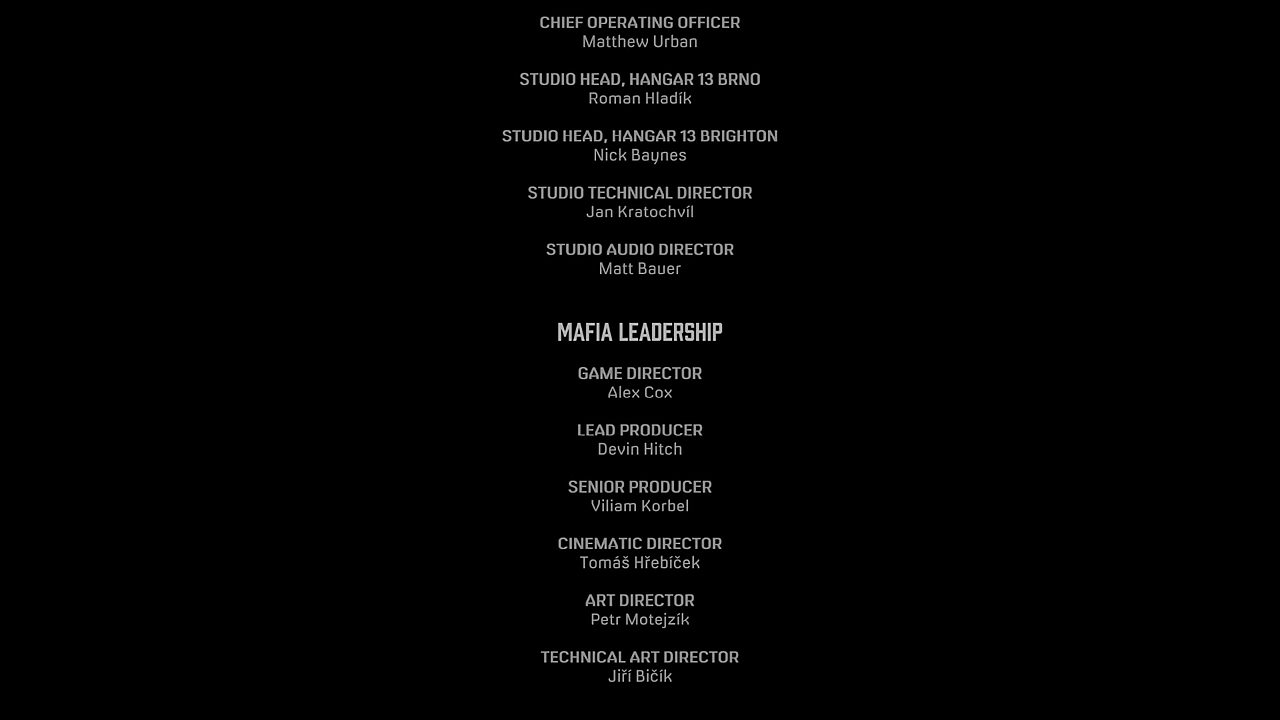 CHIEF OPERATING OFFICER
Matthew Urban
STUDIO HEAD, HANGAR 13 BRNO
Roman Hladík
STUDIO HEAD, HANGAR 13 BRIGHTON
Nick Baynes
STUDIO TECHNICAL DIRECTOR
Jan Kratochvíl
STUDIO AUDIO DIRECTOR
Matt Bauer
MAFIA LEADERSHIP
GAME DIRECTOR
Alex Cox
LEAD PRODUCER
Devin Hitch
SENIOR PRODUCER
Viliam Korbel
CINEMATIC DIRECTOR
Tomáš Hřebíček
ART DIRECTOR
Petr Motejzík
TECHNICAL ART DIRECTOR
Jiří Bičík